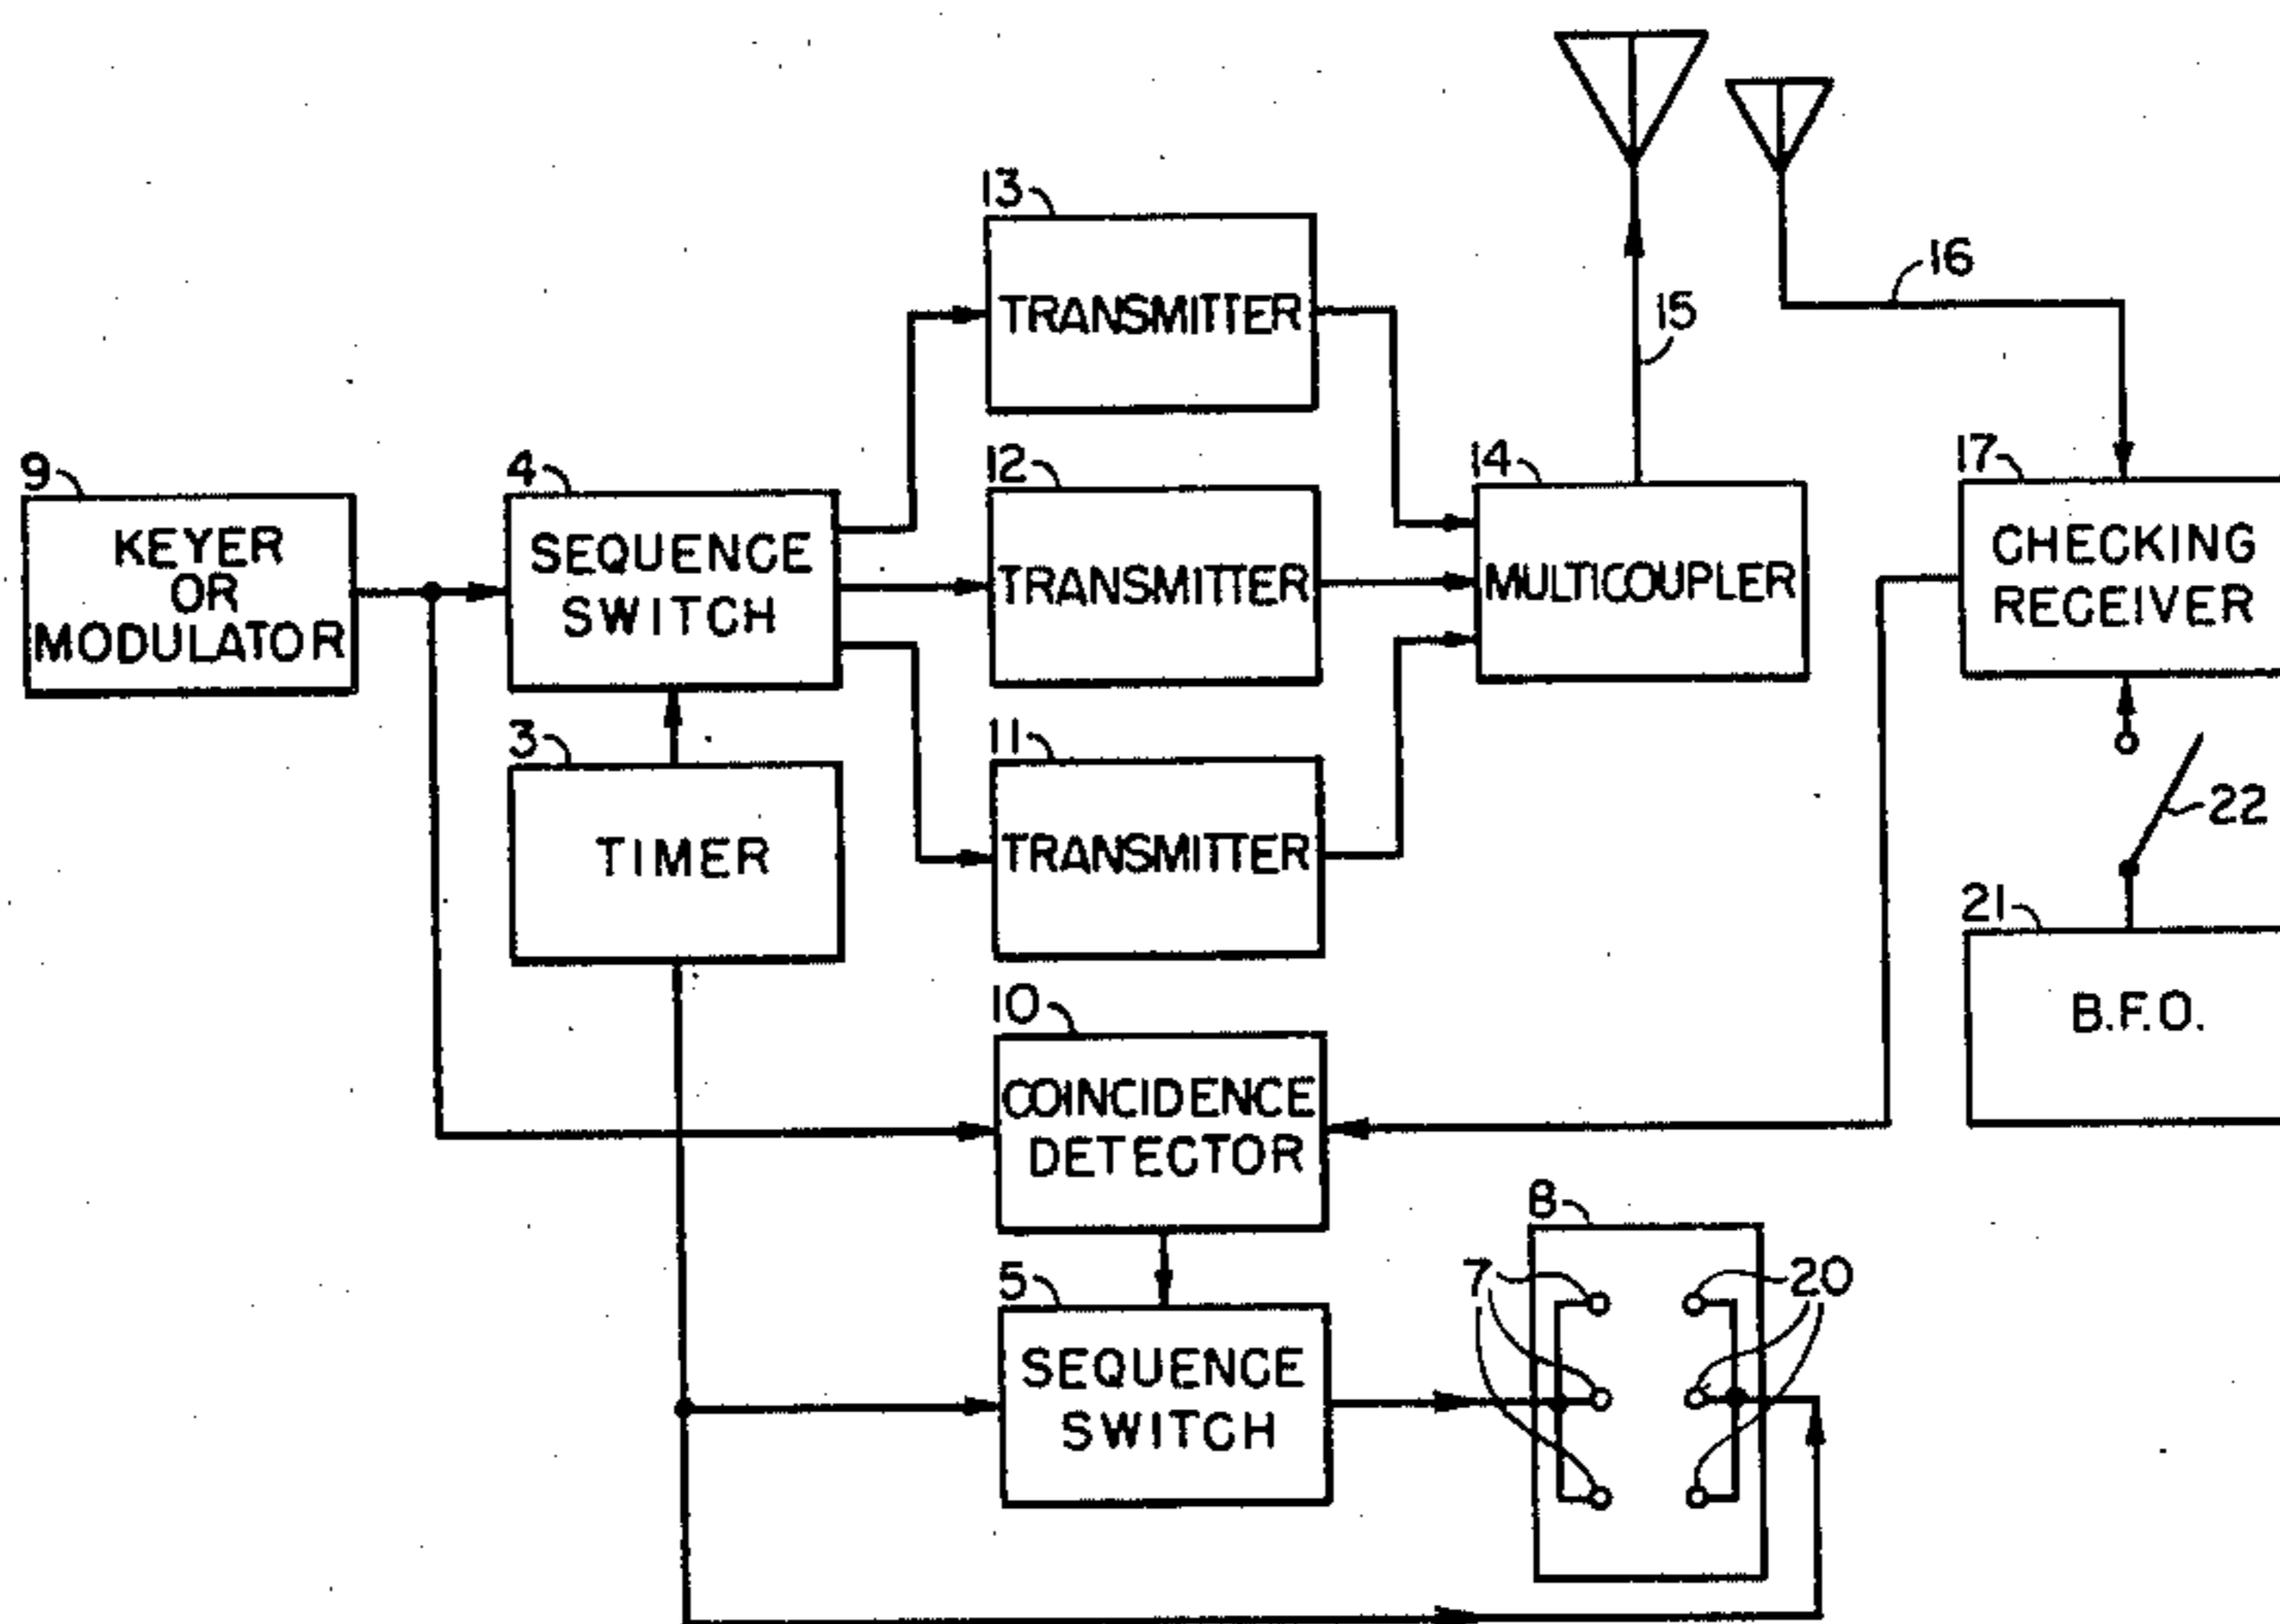 13
TRANSMITTER
16
15
9
KEYER
OR
MODULATOR
4
SEQUENCE
SWITCH
12
TRANSMITTER
14
MULTICOUPLER
17
CHECKING
RECEIVER
3
TIMER
11
TRANSMITTER
22
21
B.F.O.
10
COINCIDENCE
DETECTOR
5
SEQUENCE
SWITCH
8
7
20